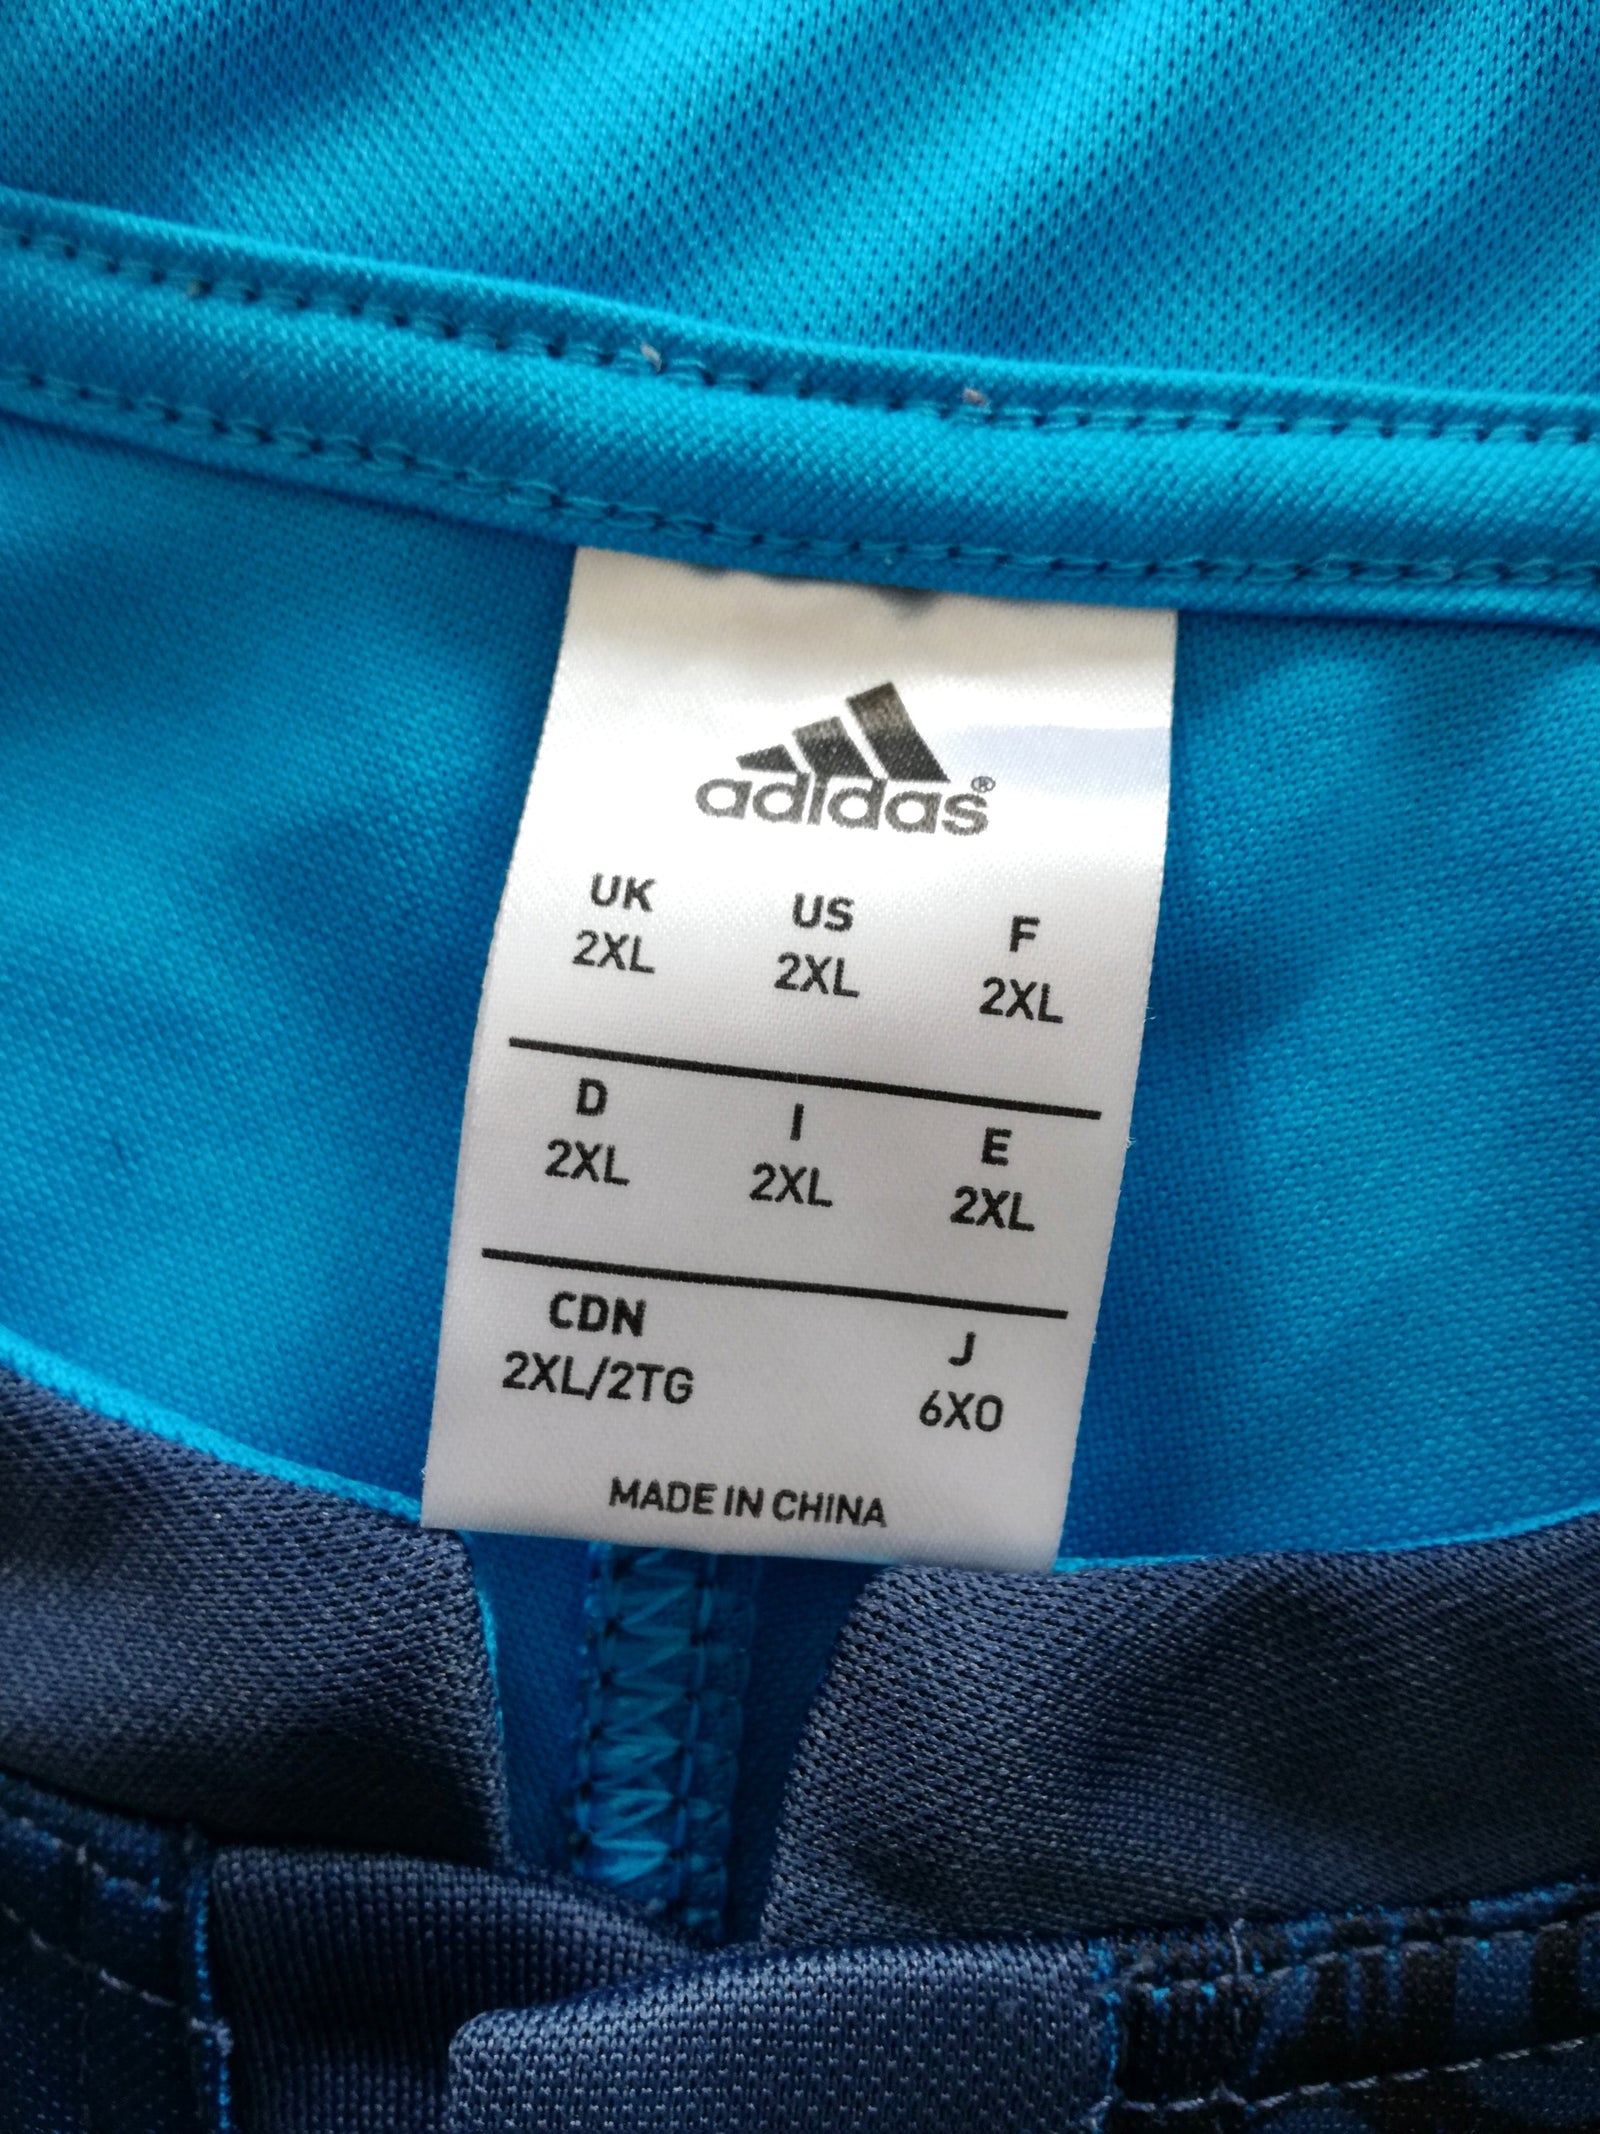 adidas®
UK US F
2XL 2XL 2XL
D I E
2XL 2XL 2XL
CDN J
2XL/2TG 6XO
MADE IN CHINA